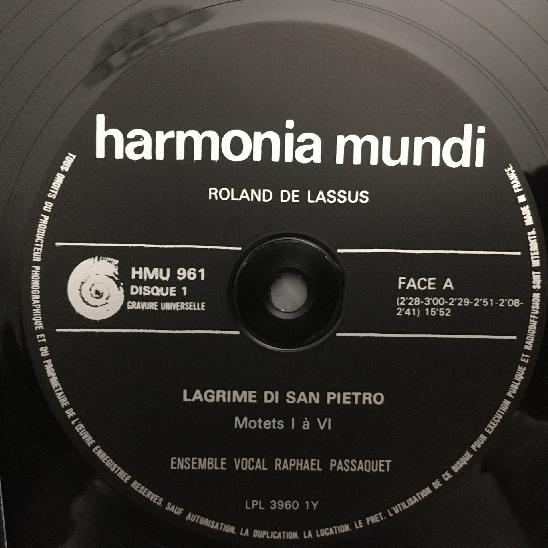 harmonia mundi
ROLAND DE LASSUS
HMU 961
DISQUE 1
GRAVURE UNIVERSELLE
FACE A
(2'28-3'00-2'29-2'51-2'08-
2'41) 15'52
LAGRIME DI SAN PIETRO
Motets I à VI
ENSEMBLE VOCAL RAPHAEL PASSAQUET
LPL 3960 1Y
TOUS DROITS DU PRODUCTEUR PHONOGRAPHIQUE ET DU PROPRIETAIRE DE L'ŒUVRE ENREGISTREE RESERVES. SAUF AUTORISATION, LA DUPLICATION, LA LOCATION, LE PRET, L'UTILISATION DE CE DISQUE POUR EXECUTION PUBLIQUE ET RADIODIFFUSION SONT INTERDITS. MADE IN FRANCE.